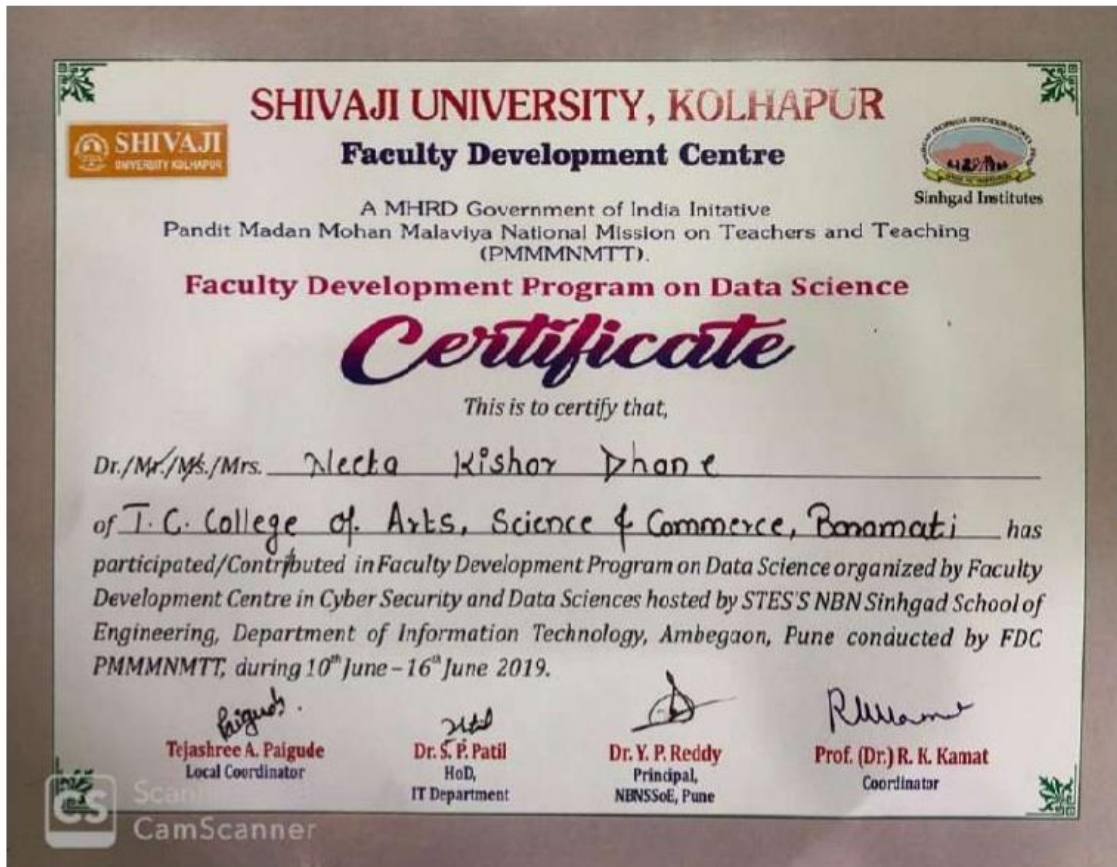 SHIVAJI UNIVERSITY, KOLHAPUR
SHIVAJI
UNIVERSITY KOLHAPUR
Faculty Development Centre
Sinhgad Institutes
A MHRD Government of India Initative
Pandit Madan Mohan Malaviya National Mission on Teachers and Teaching
(PMMMNMTT).
Faculty Development Program on Data Science
Certificate
This is to certify that,
Dr./Mr./Ms./Mrs. Neeta Kishor Dhane
of T.C. College of. Arts, Science & Commerce, Baramati has
participated/Contributed in Faculty Development Program on Data Science organized by Faculty
Development Centre in Cyber Security and Data Sciences hosted by STES'S NBN Sinhgad School of
Engineering, Department of Information Technology, Ambegaon, Pune conducted by FDC
PMMMNMTT, during 10th June – 16th June 2019.
Tejashree A. Paigude
Local Coordinator
Dr. S. P. Patil
HoD,
IT Department
Dr. Y. P. Reddy
Principal,
NBNSSoE, Pune
Prof. (Dr.) R. K. Kamat
Coordinator
CS
CamScanner